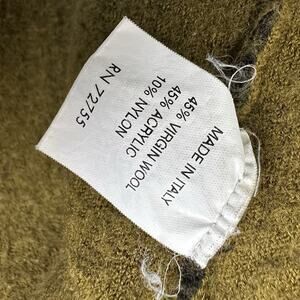 MADE IN ITALY
45% VIRGIN WOOL
45% ACRYLIC
10% NYLON
RN 72755